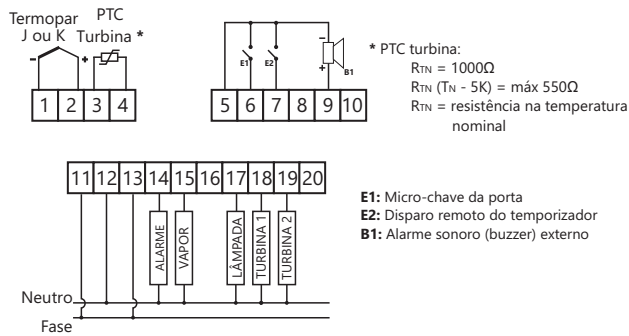 Termopar
J ou K
PTC
Turbina *
- +
1 2 3 4
E1 E2
-
+
B1
5 6 7 8 9 10
* PTC turbina:
RTN = 1000Ω
RTN (TN - 5K) = máx 550Ω
RTN = resistência na temperatura
nominal
11 12 13 14 15 16 17 18 19 20
ALARME
VAPOR
LÂMPADA
TURBINA 1
TURBINA 2
Neutro
Fase
E1: Micro-chave da porta
E2: Disparo remoto do temporizador
B1: Alarme sonoro (buzzer) externo